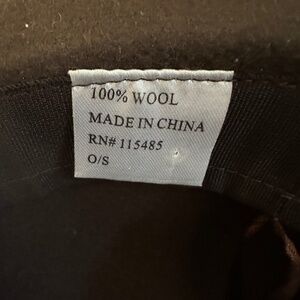 100% WOOL
MADE IN CHINA
RN# 115485
O/S